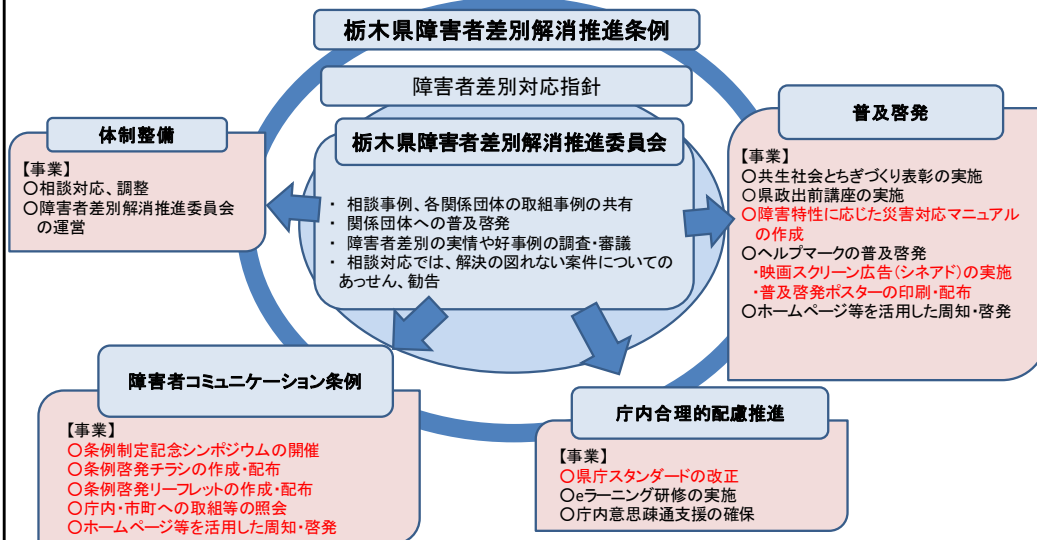 栃木県障害者差別解消推進条例
障害者差別対応指針
栃木県障害者差別解消推進委員会
・ 相談事例、各関係団体の取組事例の共有
・ 関係団体への普及啓発
・ 障害者差別の実情や好事例の調査・審議
・ 相談対応では、解決の図れない案件についての
あっせん、勧告
体制整備
【事業】
○相談対応、調整
○障害者差別解消推進委員会
の運営
普及啓発
【事業】
○共生社会とちぎづくり表彰の実施
○県政出前講座の実施
○障害特性に応じた災害対応マニュアル
の作成
○ヘルプマークの普及啓発
・映画スクリーン広告(シネアド)の実施
・普及啓発ポスターの印刷・配布
○ホームページ等を活用した周知・啓発
障害者コミュニケーション条例
【事業】
○条例制定記念シンポジウムの開催
○条例啓発チラシの作成・配布
○条例啓発リーフレットの作成・配布
○庁内・市町への取組等の照会
○ホームページ等を活用した周知・啓発
庁内合理的配慮推進
【事業】
○県庁スタンダードの改正
○eラーニング研修の実施
○庁内意思疎通支援の確保